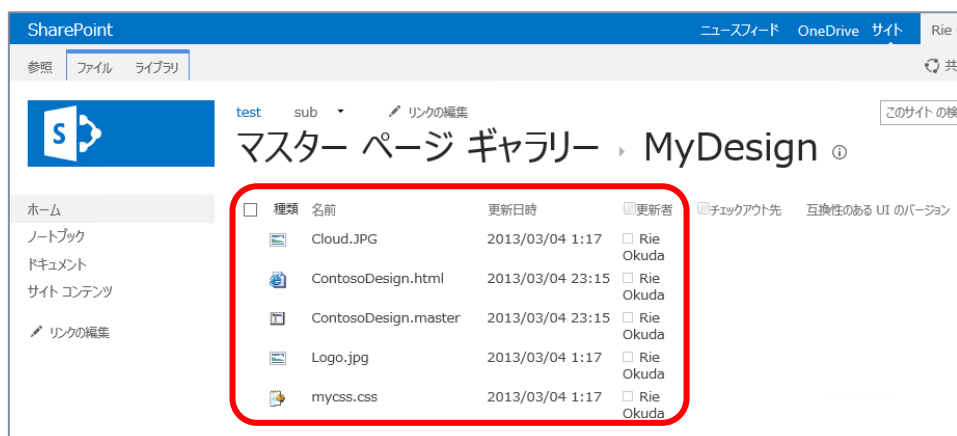 SharePoint ニュースフィード OneDrive サイト Rie
参照 ファイル ライブラリ 共
test sub リンクの編集 このサイト の検
S
マスター ページ ギャラリー MyDesign
種類 名前 更新日時 更新者 チェックアウト先 互換性のある UI のバージョン
ホーム
ノートブック
ドキュメント
サイト コンテンツ
リンクの編集
Cloud.JPG 2013/03/04 1:17 Rie
Okuda
ContosoDesign.html 2013/03/04 23:15 Rie
Okuda
ContosoDesign.master 2013/03/04 23:15 Rie
Okuda
Logo.jpg 2013/03/04 1:17 Rie
Okuda
mycss.css 2013/03/04 1:17 Rie
Okuda